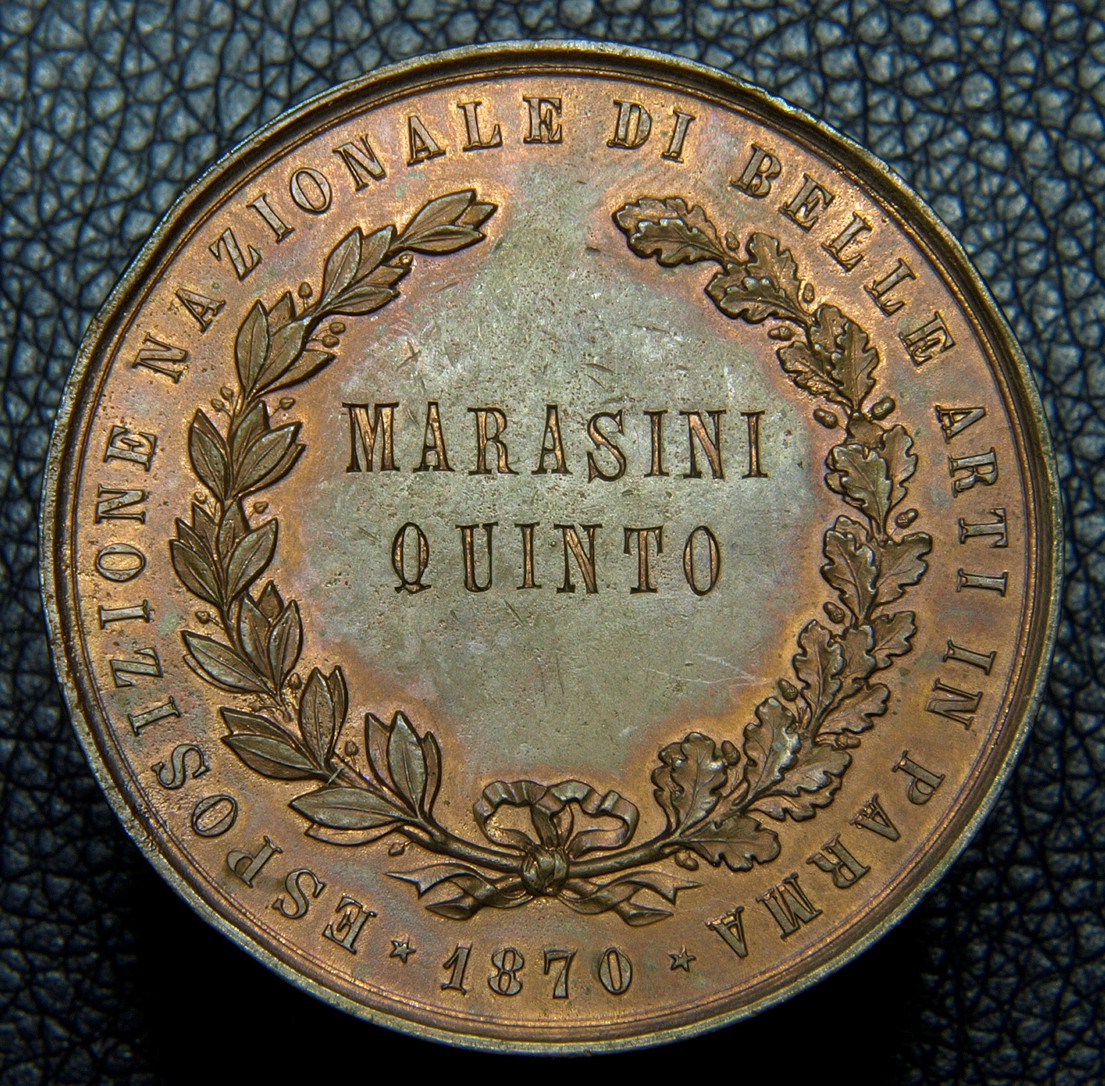 ESPOSIZIONE NAZIONALE DI BELLE ARTI IN PARMA
MARASINI
QUINTO
★ 1870 ★